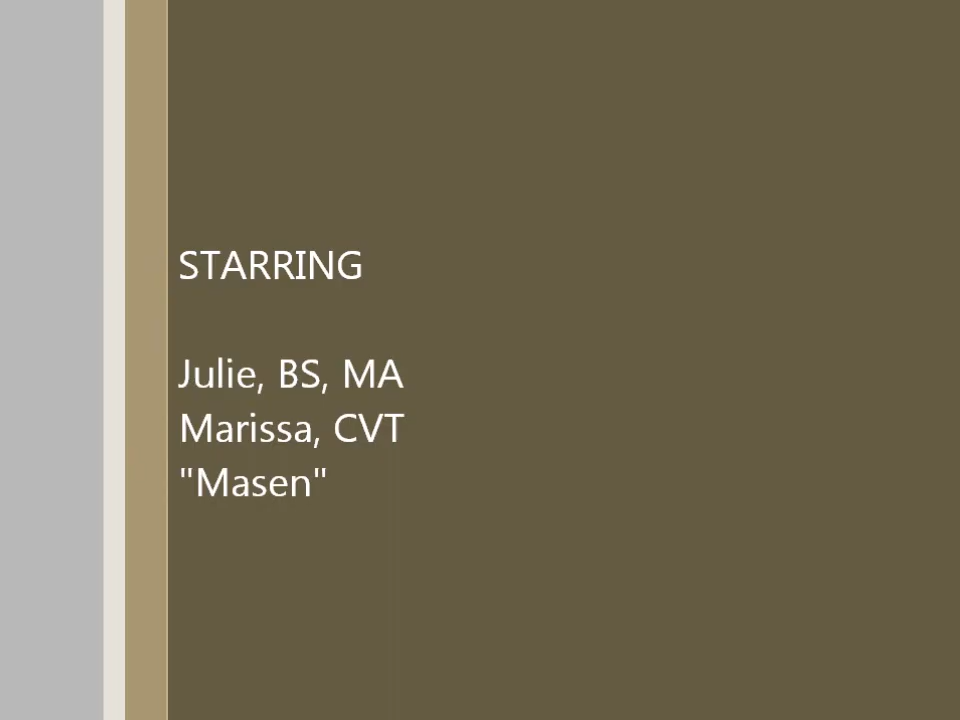 STARRING
Julie, BS, MA
Marissa, CVT
"Masen"